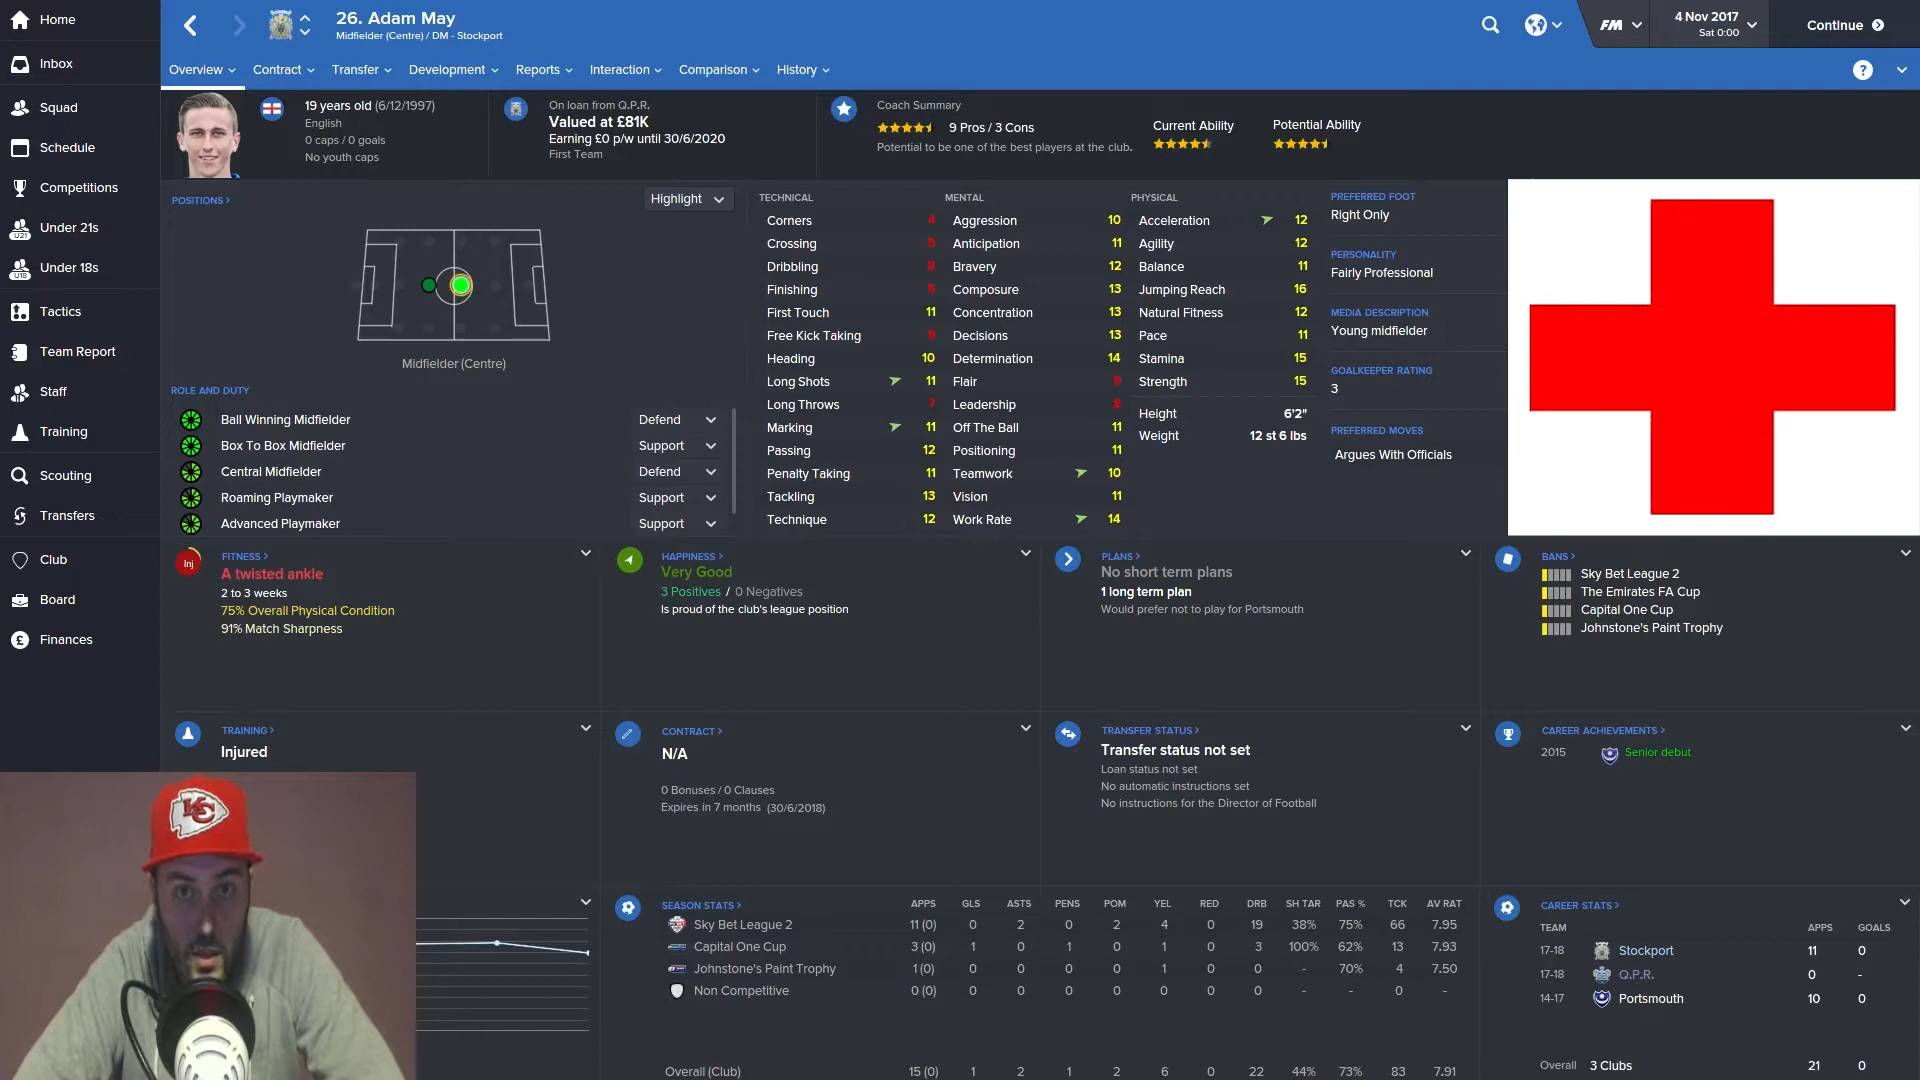 Home
Inbox
Squad
Schedule
Competitions
Under 21s
Under 18s
Tactics
Team Report
Staff
Training
Scouting
Transfers
Club
Board
Finances
26. Adam May
Midfielder (Centre) / DM - Stockport
FM
4 Nov 2017
Sat 0:00
Continue
Overview Contract Transfer Development Reports Interaction Comparison History
?
19 years old (6/12/1997)
English
0 caps / 0 goals
No youth caps
On loan from Q.P.R.
Valued at £81K
Earning £0 p/w until 30/6/2020
First Team
Coach Summary
9 Pros / 3 Cons
Potential to be one of the best players at the club.
Current Ability
Potential Ability
POSITIONS >
Highlight
Midfielder (Centre)
ROLE AND DUTY
Ball Winning Midfielder Defend
Box To Box Midfielder Support
Central Midfielder Defend
Roaming Playmaker Support
Advanced Playmaker Support
TECHNICAL
Corners 4
Crossing 5
Dribbling 8
Finishing 5
First Touch 11
Free Kick Taking 9
Heading 10
Long Shots 11
Long Throws 7
Marking 11
Passing 12
Penalty Taking 11
Tackling 13
Technique 12
MENTAL
Aggression 10
Anticipation 11
Bravery 12
Composure 13
Concentration 13
Decisions 13
Determination 14
Flair 9
Leadership 8
Off The Ball 11
Positioning 11
Teamwork 10
Vision 11
Work Rate 14
PHYSICAL
Acceleration 12
Agility 12
Balance 11
Jumping Reach 16
Natural Fitness 12
Pace 11
Stamina 15
Strength 15
Height 6'2"
Weight 12 st 6 lbs
PREFERRED FOOT
Right Only
PERSONALITY
Fairly Professional
MEDIA DESCRIPTION
Young midfielder
GOALKEEPER RATING
3
PREFERRED MOVES
Argues With Officials
Inj
FITNESS >
A twisted ankle
2 to 3 weeks
75% Overall Physical Condition
91% Match Sharpness
HAPPINESS >
Very Good
3 Positives / 0 Negatives
Is proud of the club's league position
PLANS >
No short term plans
1 long term plan
Would prefer not to play for Portsmouth
BANS >
Sky Bet League 2
The Emirates FA Cup
Capital One Cup
Johnstone's Paint Trophy
TRAINING >
Injured
CONTRACT >
N/A
0 Bonuses / 0 Clauses
Expires in 7 months (30/6/2018)
TRANSFER STATUS >
Transfer status not set
Loan status not set
No automatic instructions set
No instructions for the Director of Football
CAREER ACHIEVEMENTS >
2015 Senior debut
KC
SEASON STATS > APPS GLS ASTS PENS POM YEL RED DRB SH TAR PAS % TCK AV RAT
Sky Bet League 2 11 (0) 0 2 0 2 4 0 19 38% 75% 66 7.95
Capital One Cup 3 (0) 1 0 1 0 1 0 3 100% 62% 13 7.93
Johnstone's Paint Trophy 1 (0) 0 0 0 0 1 0 0 - 70% 4 7.50
Non Competitive 0 (0) 0 0 0 0 0 0 0 - - 0 -
Overall (Club) 15 (0) 1 2 1 2 6 0 22 44% 73% 83 7.91
CAREER STATS >
TEAM APPS GOALS
17-18 Stockport 11 0
17-18 Q.P.R. 0 -
14-17 Portsmouth 10 0
Overall 3 Clubs 21 0